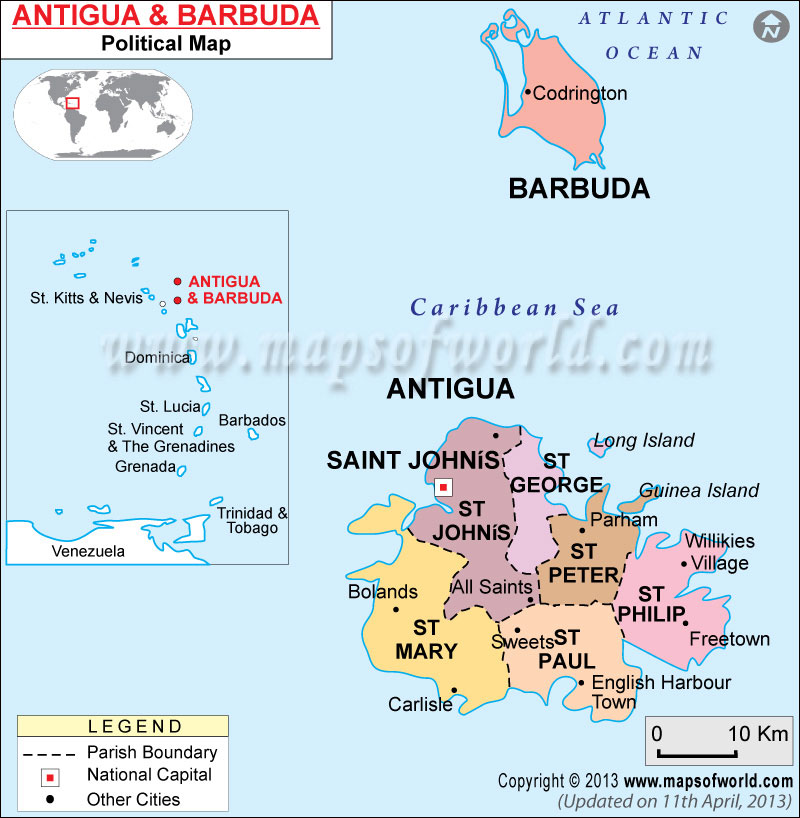 ANTIGUA & BARBUDA
Political Map
ATLANTIC
OCEAN
N
Codrington
BARBUDA
ANTIGUA
& BARBUDA
St. Kitts & Nevis
Dominica
St. Lucia
St. Vincent
& The Grenadines
Barbados
Grenada
Trinidad &
Tobago
Venezuela
Caribbean Sea
www.mapsofworld.com
ANTIGUA
SAINT JOHNíS
ST
GEORGE
Long Island
Guinea Island
ST
JOHNíS
Parham
ST
PETER
Willikies
Village
Bolands
All Saints
ST
PHILIP
Freetown
ST
MARY
Sweets
ST
PAUL
English Harbour
Town
Carlisle
LEGEND
Parish Boundary
National Capital
Other Cities
0 10 Km
Copyright © 2013 www.mapsofworld.com
(Updated on 11th April, 2013)